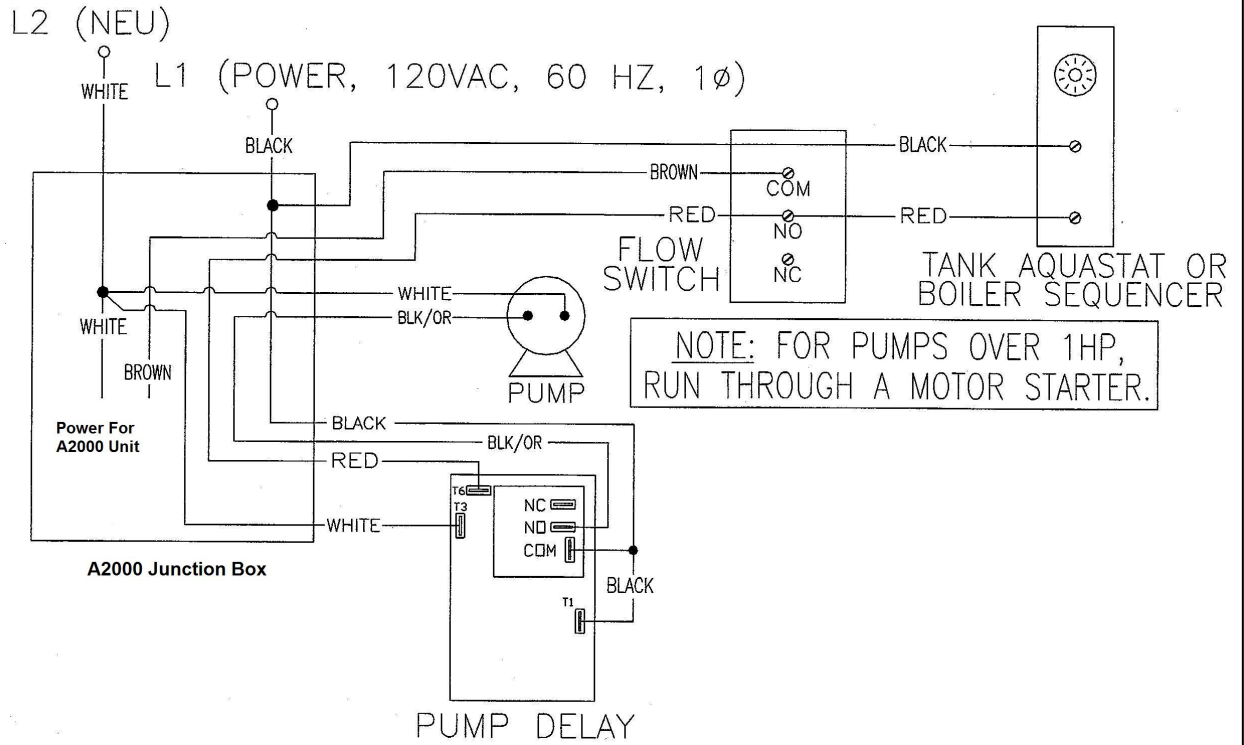 L2 (NEU)
L1 (POWER, 120VAC, 60 HZ, 1Ø)
WHITE
BLACK
BLACK
BROWN
COM
RED
NO
RED
FLOW
SWITCH
NC
TANK AQUASTAT OR
BOILER SEQUENCER
WHITE
BLK/OR
WHITE
BROWN
PUMP
NOTE: FOR PUMPS OVER 1HP,
RUN THROUGH A MOTOR STARTER.
Power For
A2000 Unit
BLACK
BLK/OR
RED
T6
T3
NC
NO
COM
WHITE
A2000 Junction Box
BLACK
T1
PUMP DELAY